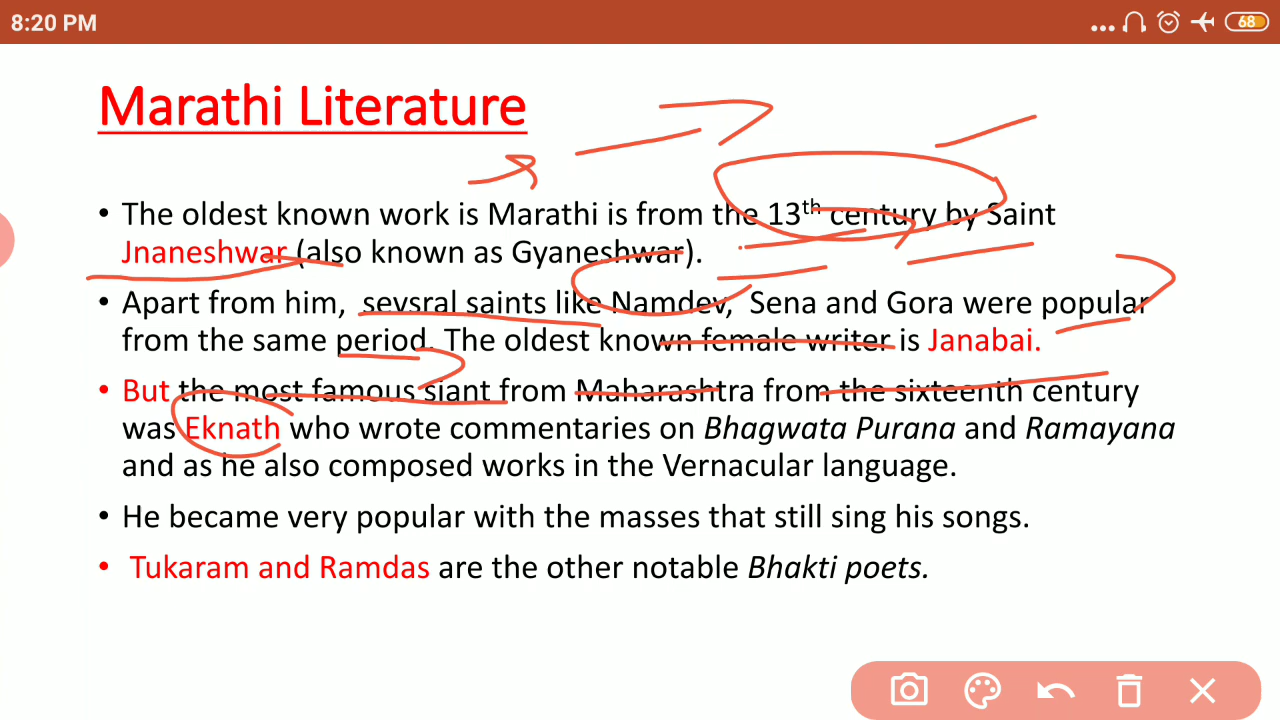 8:20 PM
68
Marathi Literature
• The oldest known work is Marathi is from the 13th century by Saint
Jnaneshwar (also known as Gyaneshwar).
• Apart from him, sevsral saints like Namdev, Sena and Gora were popular
from the same period. The oldest known female writer is Janabai.
• But the most famous siant from Maharashtra from the sixteenth century
was Eknath who wrote commentaries on Bhagwata Purana and Ramayana
and as he also composed works in the Vernacular language.
• He became very popular with the masses that still sing his songs.
• Tukaram and Ramdas are the other notable Bhakti poets.